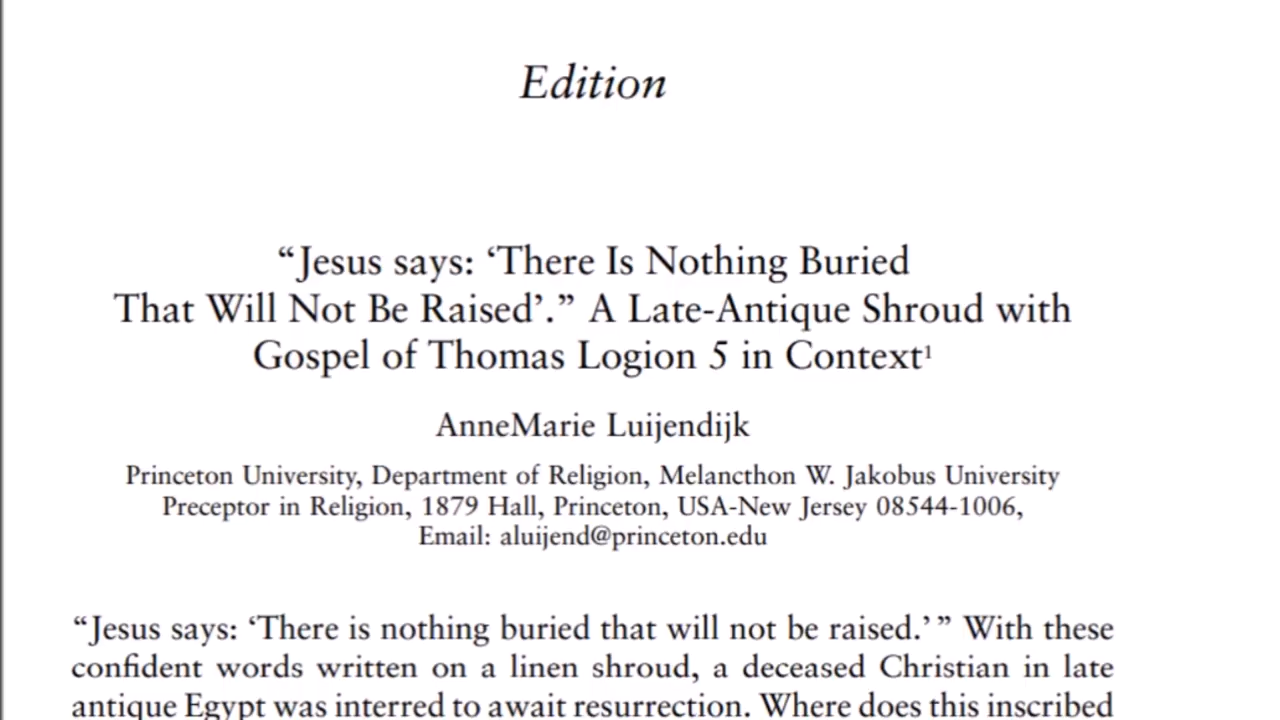 Edition
“Jesus says: ‘There Is Nothing Buried
That Will Not Be Raised’.” A Late-Antique Shroud with
Gospel of Thomas Logion 5 in Context¹
AnneMarie Luijendijk
Princeton University, Department of Religion, Melancthon W. Jakobus University
Preceptor in Religion, 1879 Hall, Princeton, USA-New Jersey 08544-1006,
Email: aluijend@princeton.edu
“Jesus says: ‘There is nothing buried that will not be raised.’ ” With these
confident words written on a linen shroud, a deceased Christian in late
antique Egypt was interred to await resurrection. Where does this inscribed